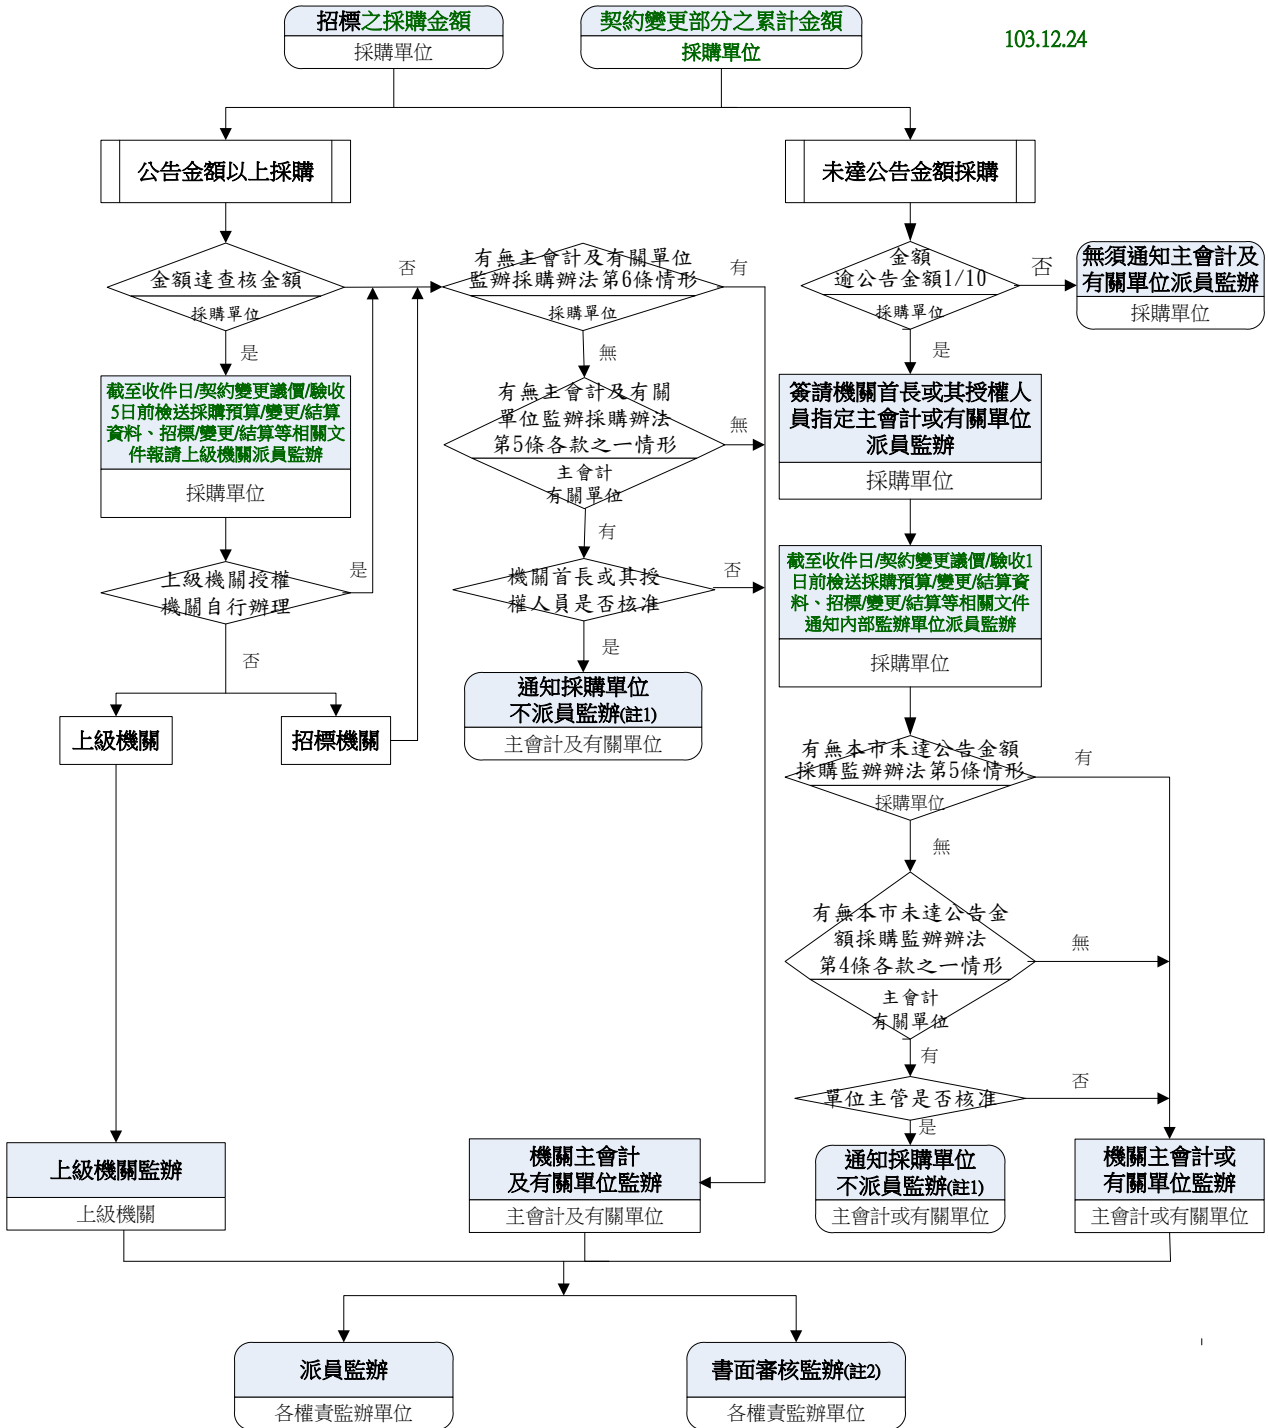 招標之採購金額
採購單位
契約變更部分之累計金額
採購單位
103.12.24
公告金額以上採購
未達公告金額採購
金額達查核金額
採購單位
否
是
有無主會計及有關單位
監辦採購辦法第6條情形
採購單位
有
無
金額
逾公告金額1/10
採購單位
否
是
無須通知主會計及
有關單位派員監辦
採購單位
截至收件日/契約變更議價/驗收
5日前檢送採購預算/變更/結算
資料、招標/變更/結算等相關文
件報請上級機關派員監辦
採購單位
有無主會計及有關
單位監辦採購辦法
第5條各款之一情形
主會計
有關單位
無
有
簽請機關首長或其授權人
員指定主會計或有關單位
派員監辦
採購單位
上級機關授權
機關自行辦理
是
否
機關首長或其授
權人員是否核准
否
是
截至收件日/契約變更議價/驗收1
日前檢送採購預算/變更/結算資
料、招標/變更/結算等相關文件
通知內部監辦單位派員監辦
採購單位
上級機關
招標機關
通知採購單位
不派員監辦(註1)
主會計及有關單位
有無本市未達公告金額
採購監辦辦法第5條情形
採購單位
有
無
有無本市未達公告金
額採購監辦辦法
第4條各款之一情形
主會計
有關單位
無
有
單位主管是否核准
否
是
上級機關監辦
上級機關
機關主會計
及有關單位監辦
主會計及有關單位
通知採購單位
不派員監辦(註1)
主會計或有關單位
機關主會計或
有關單位監辦
主會計或有關單位
派員監辦
各權責監辦單位
書面審核監辦(註2)
各權責監辦單位